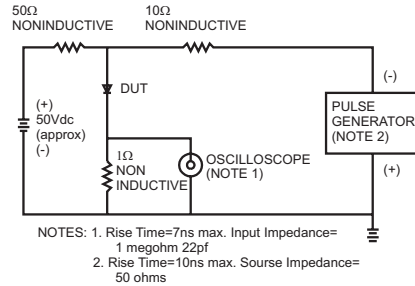 50Ω
NONINDUCTIVE
10Ω
NONINDUCTIVE
DUT
(+)
50Vdc
(approx)
(-)
1Ω
NON
INDUCTIVE
OSCILLOSCOPE
(NOTE 1)
(-)
PULSE
GENERATOR
(NOTE 2)
(+)
NOTES: 1. Rise Time=7ns max. Input Impedance=
1 megohm 22pf
2. Rise Time=10ns max. Sourse Impedance=
50 ohms